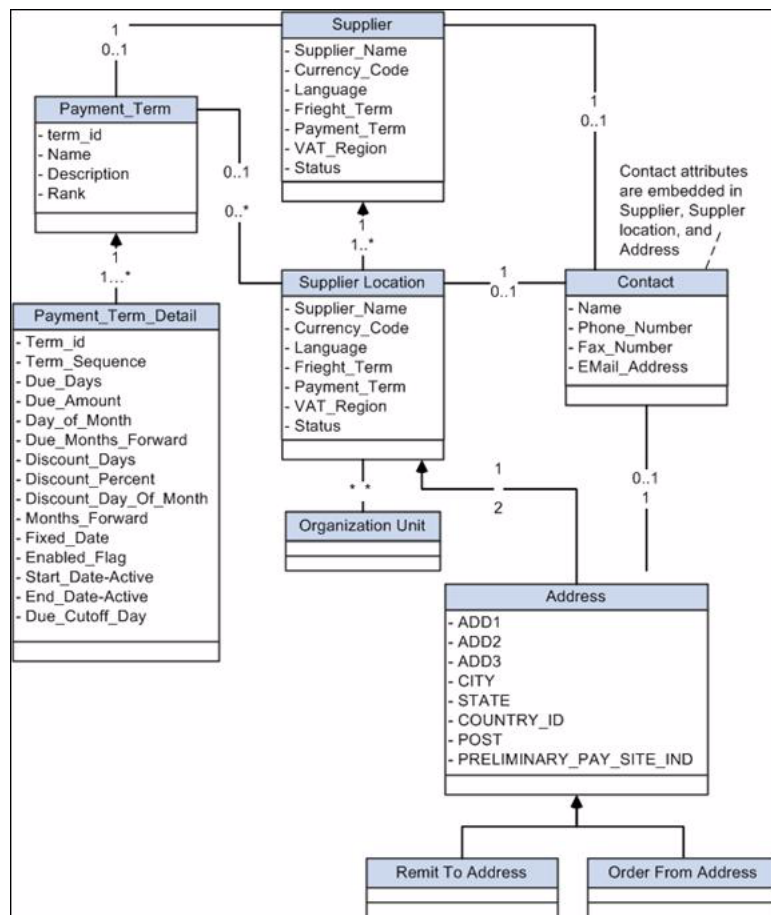 Supplier
- Supplier_Name
- Currency_Code
- Language
- Frieght_Term
- Payment_Term
- VAT_Region
- Status
1
0..1
Payment_Term
- term_id
- Name
- Description
- Rank
1
0..1
0..1
0..*
Contact attributes
are embedded in
Supplier, Suppler
location, and
Address
1
1..*
1
1...*
Supplier Location
- Supplier_Name
- Currency_Code
- Language
- Frieght_Term
- Payment_Term
- VAT_Region
- Status
1
0..1
Contact
- Name
- Phone_Number
- Fax_Number
- EMail_Address
Payment_Term_Detail
- Term_id
- Term_Sequence
- Due_Days
- Due_Amount
- Day_of_Month
- Due_Months_Forward
- Discount_Days
- Discount_Percent
- Discount_Day_Of_Month
- Months_Forward
- Fixed_Date
- Enabled_Flag
- Start_Date-Active
- End_Date-Active
- Due_Cutoff_Day
* *
1
2
0..1
1
Organization Unit
Address
- ADD1
- ADD2
- ADD3
- CITY
- STATE
- COUNTRY_ID
- POST
- PRELIMINARY_PAY_SITE_IND
Remit To Address
Order From Address